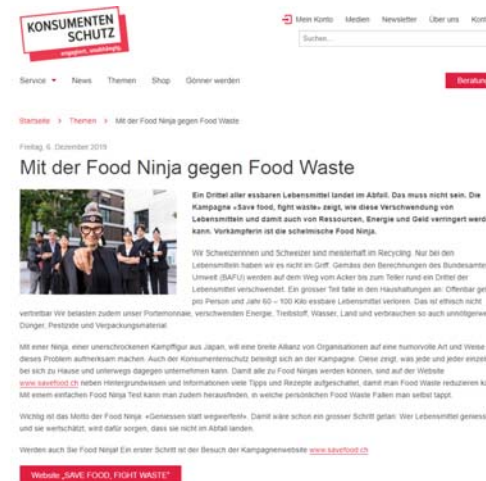 KONSUMENTEN
SCHUTZ
engagiert, unabhängig.
Mein Konto Medien Newsletter Über uns Kont
Suchen...
Service News Themen Shop Gönner werden
Beratung
Startseite > Themen > Mit der Food Ninja gegen Food Waste
Freitag, 6. Dezember 2019
Mit der Food Ninja gegen Food Waste
Ein Drittel aller essbaren Lebensmittel landet im Abfall. Das muss nicht sein. Die
Kampagne «Save food, fight waste» zeigt, wie diese Verschwendung von
Lebensmitteln und damit auch von Ressourcen, Energie und Geld verringert werd
kann. Vorkämpferin ist die schelmische Food Ninja.
Wir Schweizerinnen und Schweizer sind meisterhaft im Recycling. Nur bei den
Lebensmitteln haben wir es nicht im Griff. Gemäss den Berechnungen des Bundesamte
Umwelt (BAFU) werden auf dem Weg vom Acker bis zum Teller rund ein Drittel der
Lebensmittel verschwendet. Ein grosser Teil falle in den Haushaltungen an: Offenbar ge
pro Person und Jahr 60 – 100 Kilo essbare Lebensmittel verloren. Das ist ethisch nicht
vertretbar Wir belasten zudem unser Portemonnaie, verschwenden Energie, Treibstoff, Wasser, Land und verbrauchen so auch unnötigerwe
Dünger, Pestizide und Verpackungsmaterial.
Mit einer Ninja, einer unerschrockenen Kampffigur aus Japan, will eine breite Allianz von Organisationen auf eine humorvolle Art und Weise
dieses Problem aufmerksam machen. Auch der Konsumentenschutz beteiligt sich an der Kampagne. Diese zeigt, was jede und jeder einzel
bei sich zu Hause und unterwegs dagegen unternehmen kann. Damit alle zu Food Ninjas werden können, sind auf der Website
www.savefood.ch neben Hintergrundwissen und Informationen viele Tipps und Rezepte aufgeschaltet, damit man Food Waste reduzieren ka
Mit einem einfachen Food Ninja Test kann man zudem herausfinden, in welche persönlichen Food Waste Fallen man selbst tappt.
Wichtig ist das Motto der Food Ninja: «Geniessen statt wegwerfen!». Damit wäre schon ein grosser Schritt getan: Wer Lebensmittel geniess
und sie wertschätzt, wird dafür sorgen, dass sie nicht im Abfall landen.
Werden auch Sie Food Ninja! Ein erster Schritt ist der Besuch der Kampagnenwebsite www.savefood.ch
Website „SAVE FOOD, FIGHT WASTE"